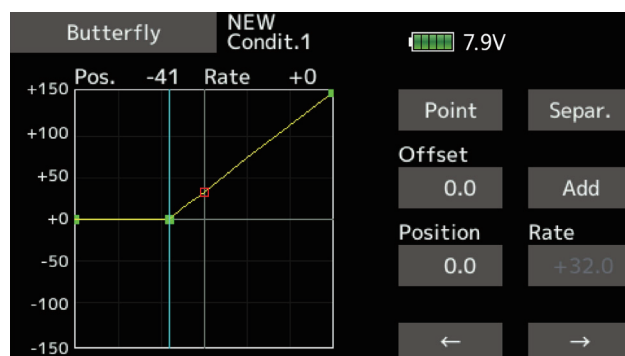 Butterfly
NEW
Condit.1
7.9V
Pos. -41 Rate +0
+150
+100
+50
+0
-50
-100
-150
Point Separ.
Offset
0.0 Add
Position Rate
0.0 +32.0
← →